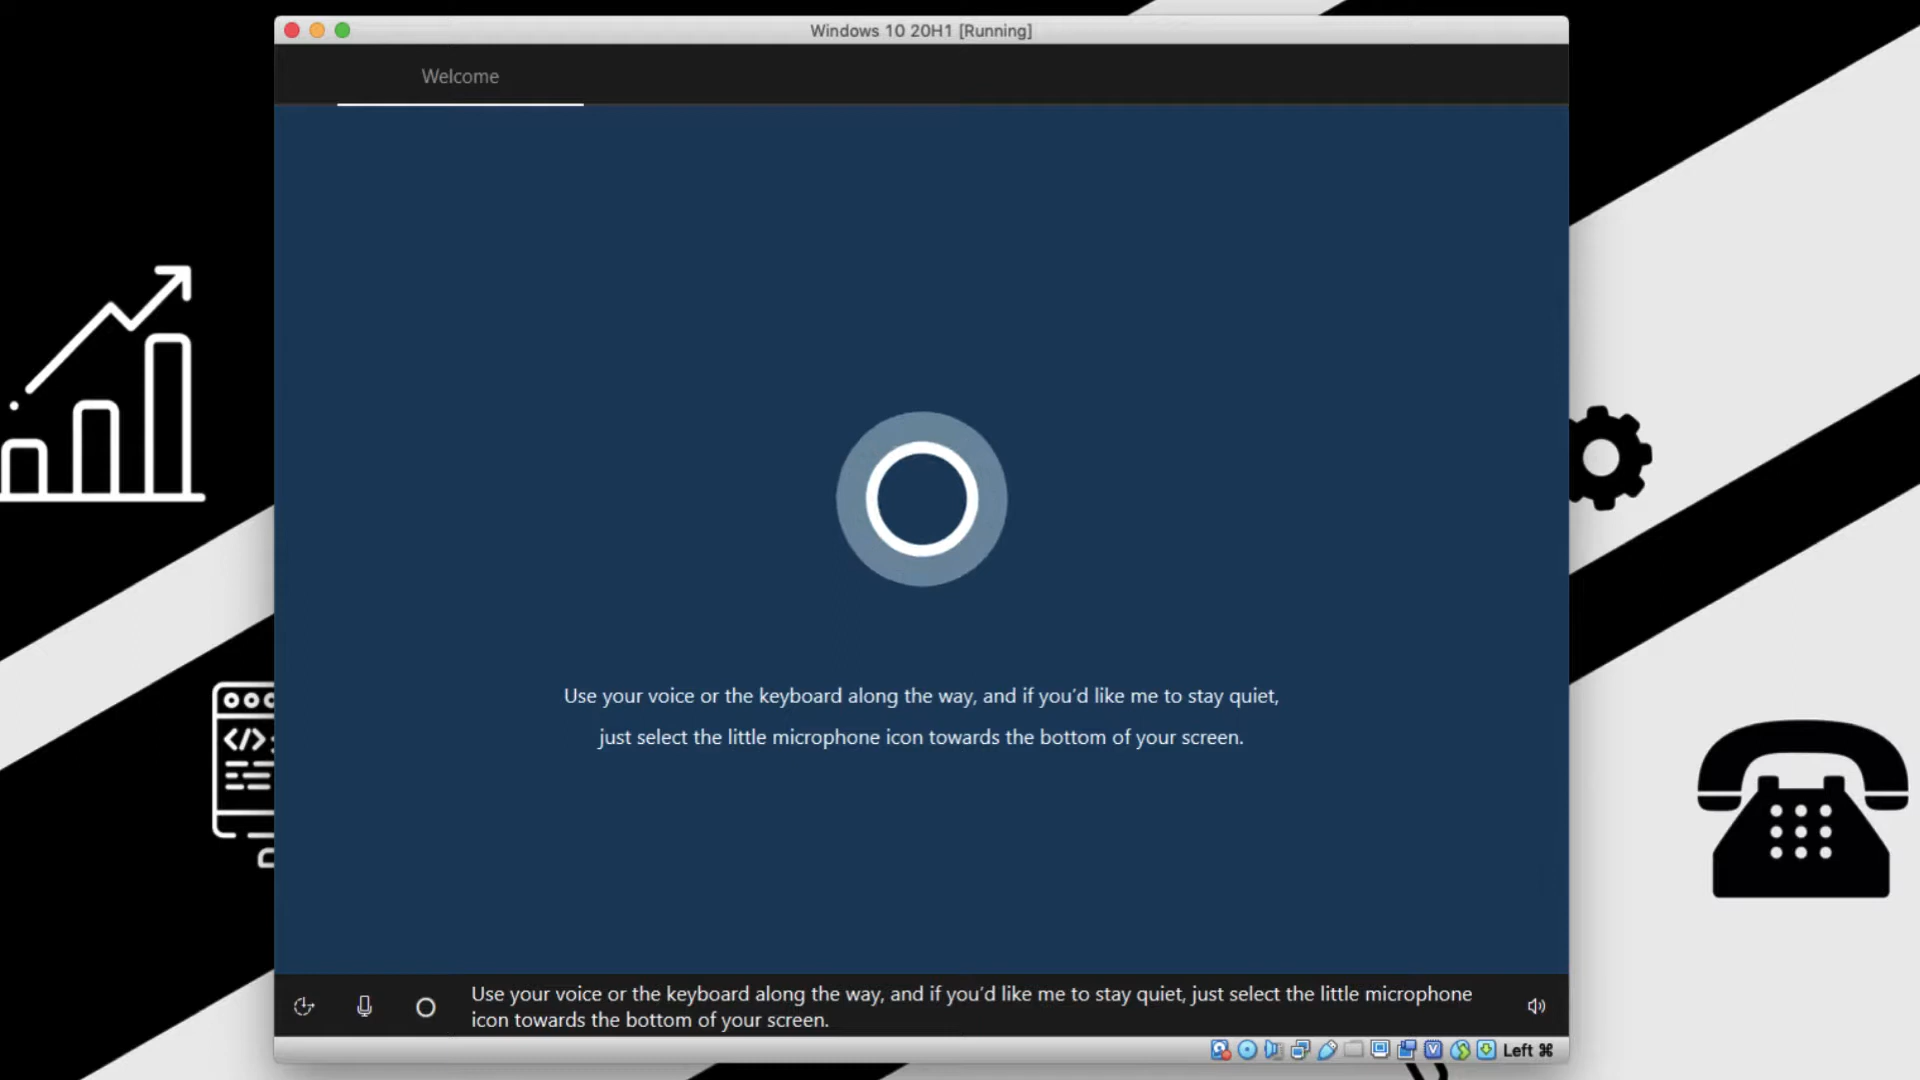 Windows 10 20H1 [Running]
Welcome
Use your voice or the keyboard along the way, and if you'd like me to stay quiet,
just select the little microphone icon towards the bottom of your screen.
Use your voice or the keyboard along the way, and if you'd like me to stay quiet, just select the little microphone
icon towards the bottom of your screen.
Left ⌘